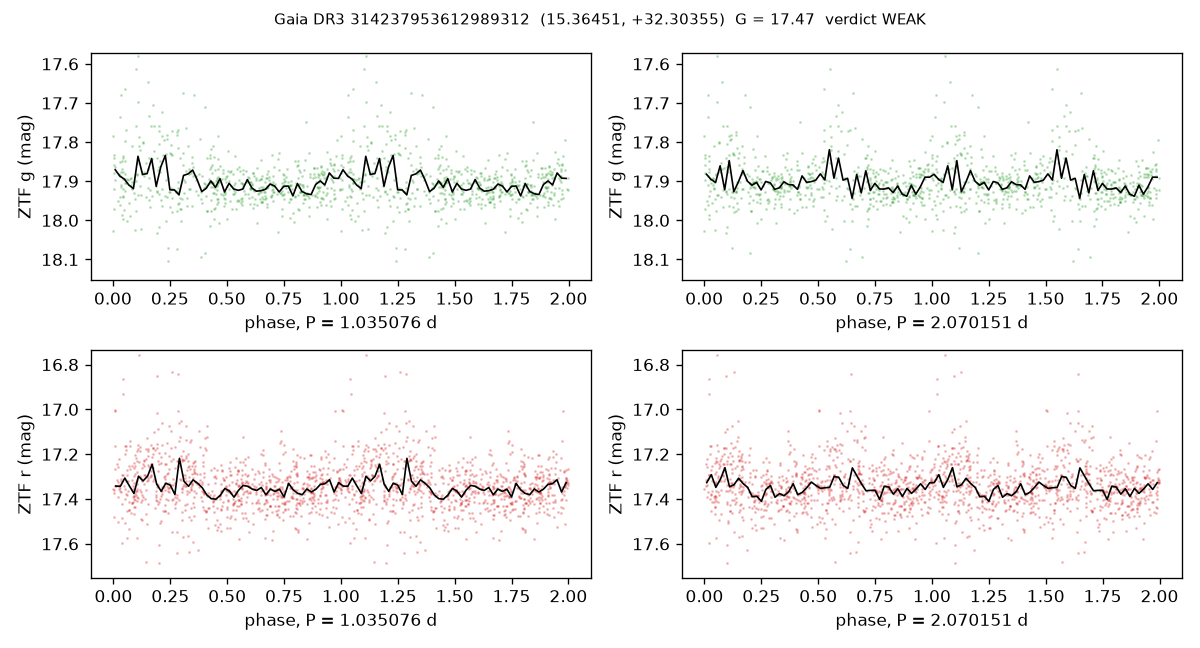 Gaia DR3 314237953612989312 (15.36451, +32.30355) G = 17.47 verdict WEAK
17.6
17.7
17.8
17.9
18.0
18.1
ZTF g (mag)
0.00 0.25 0.50 0.75 1.00 1.25 1.50 1.75 2.00
phase, P = 1.035076 d
17.6
17.7
17.8
17.9
18.0
18.1
ZTF g (mag)
0.00 0.25 0.50 0.75 1.00 1.25 1.50 1.75 2.00
phase, P = 2.070151 d
16.8
17.0
17.2
17.4
17.6
ZTF r (mag)
0.00 0.25 0.50 0.75 1.00 1.25 1.50 1.75 2.00
phase, P = 1.035076 d
16.8
17.0
17.2
17.4
17.6
ZTF r (mag)
0.00 0.25 0.50 0.75 1.00 1.25 1.50 1.75 2.00
phase, P = 2.070151 d